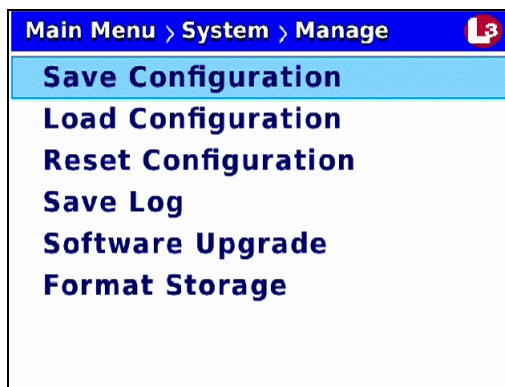 Main Menu > System > Manage L3
Save Configuration
Load Configuration
Reset Configuration
Save Log
Software Upgrade
Format Storage